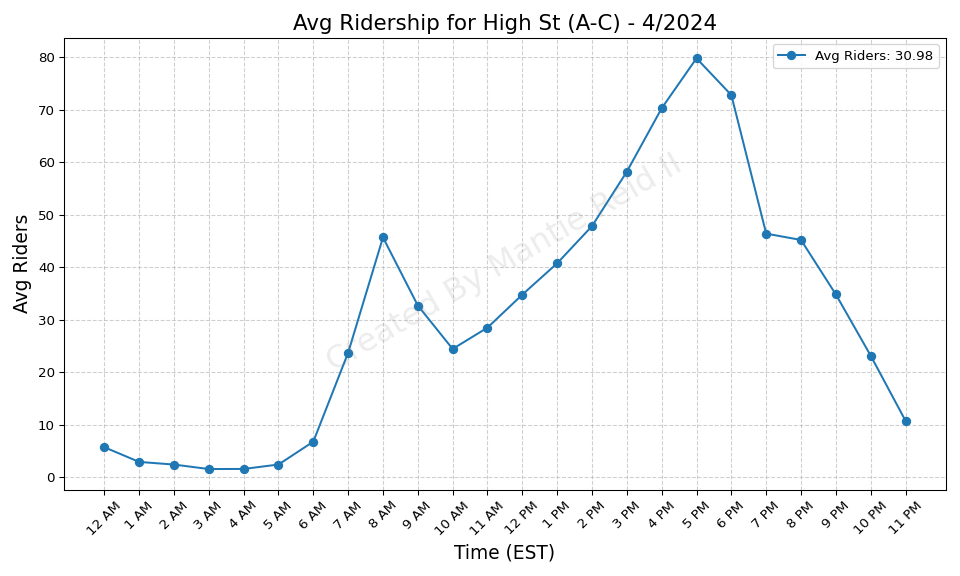 Avg Ridership for High St (A-C) - 4/2024
Avg Riders: 30.98
Avg Riders
80
70
60
50
40
30
20
10
0
Created By Mantie Reid II
12 AM
1 AM
2 AM
3 AM
4 AM
5 AM
6 AM
7 AM
8 AM
9 AM
10 AM
11 AM
12 PM
1 PM
2 PM
3 PM
4 PM
5 PM
6 PM
7 PM
8 PM
9 PM
10 PM
11 PM
Time (EST)